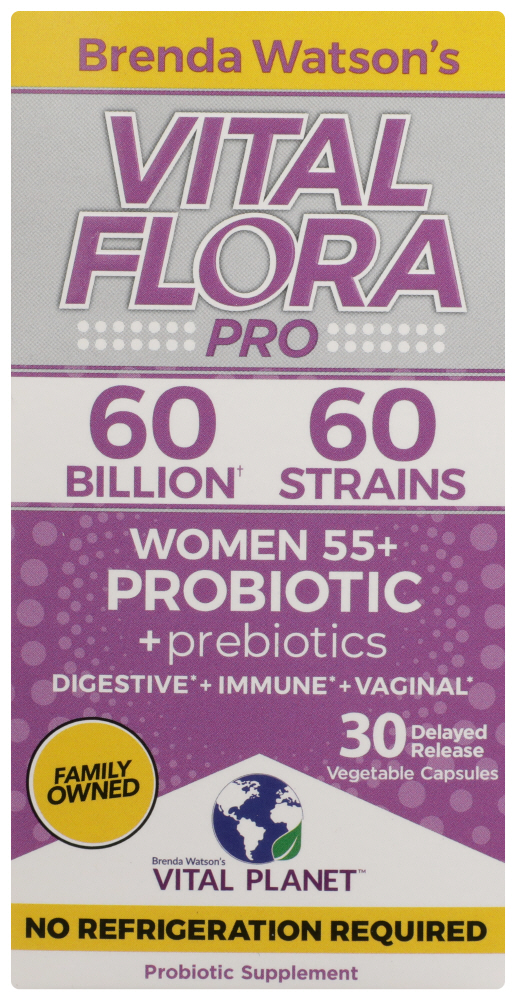 Brenda Watson's
VITAL
FLORA
PRO
60 60
BILLION† STRAINS
WOMEN 55+
PROBIOTIC
+prebiotics
DIGESTIVE*+ IMMUNE*+ VAGINAL*
30 Delayed
Release
Vegetable Capsules
FAMILY
OWNED
Brenda Watson's
VITAL PLANET™
NO REFRIGERATION REQUIRED
Probiotic Supplement